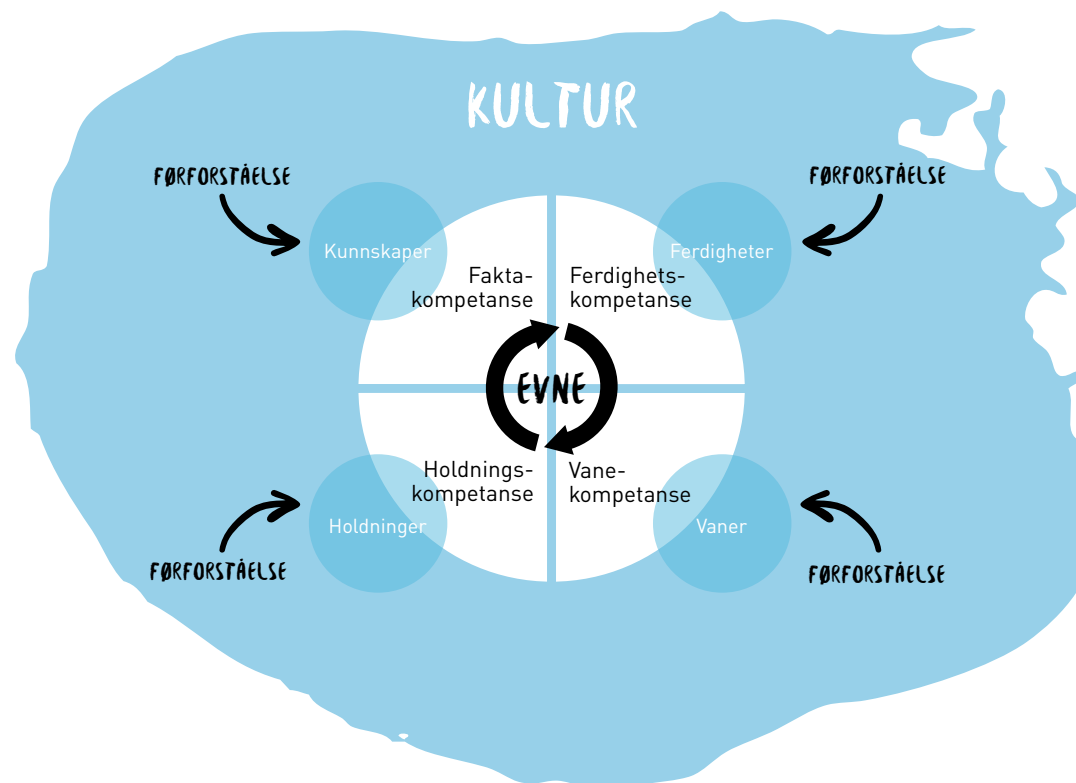 KULTUR
FØRFORSTÅELSE
FØRFORSTÅELSE
Kunnskaper
Ferdigheter
Fakta-
kompetanse
Ferdighets-
kompetanse
EVNE
Holdnings-
kompetanse
Vane-
kompetanse
Holdninger
Vaner
FØRFORSTÅELSE
FØRFORSTÅELSE